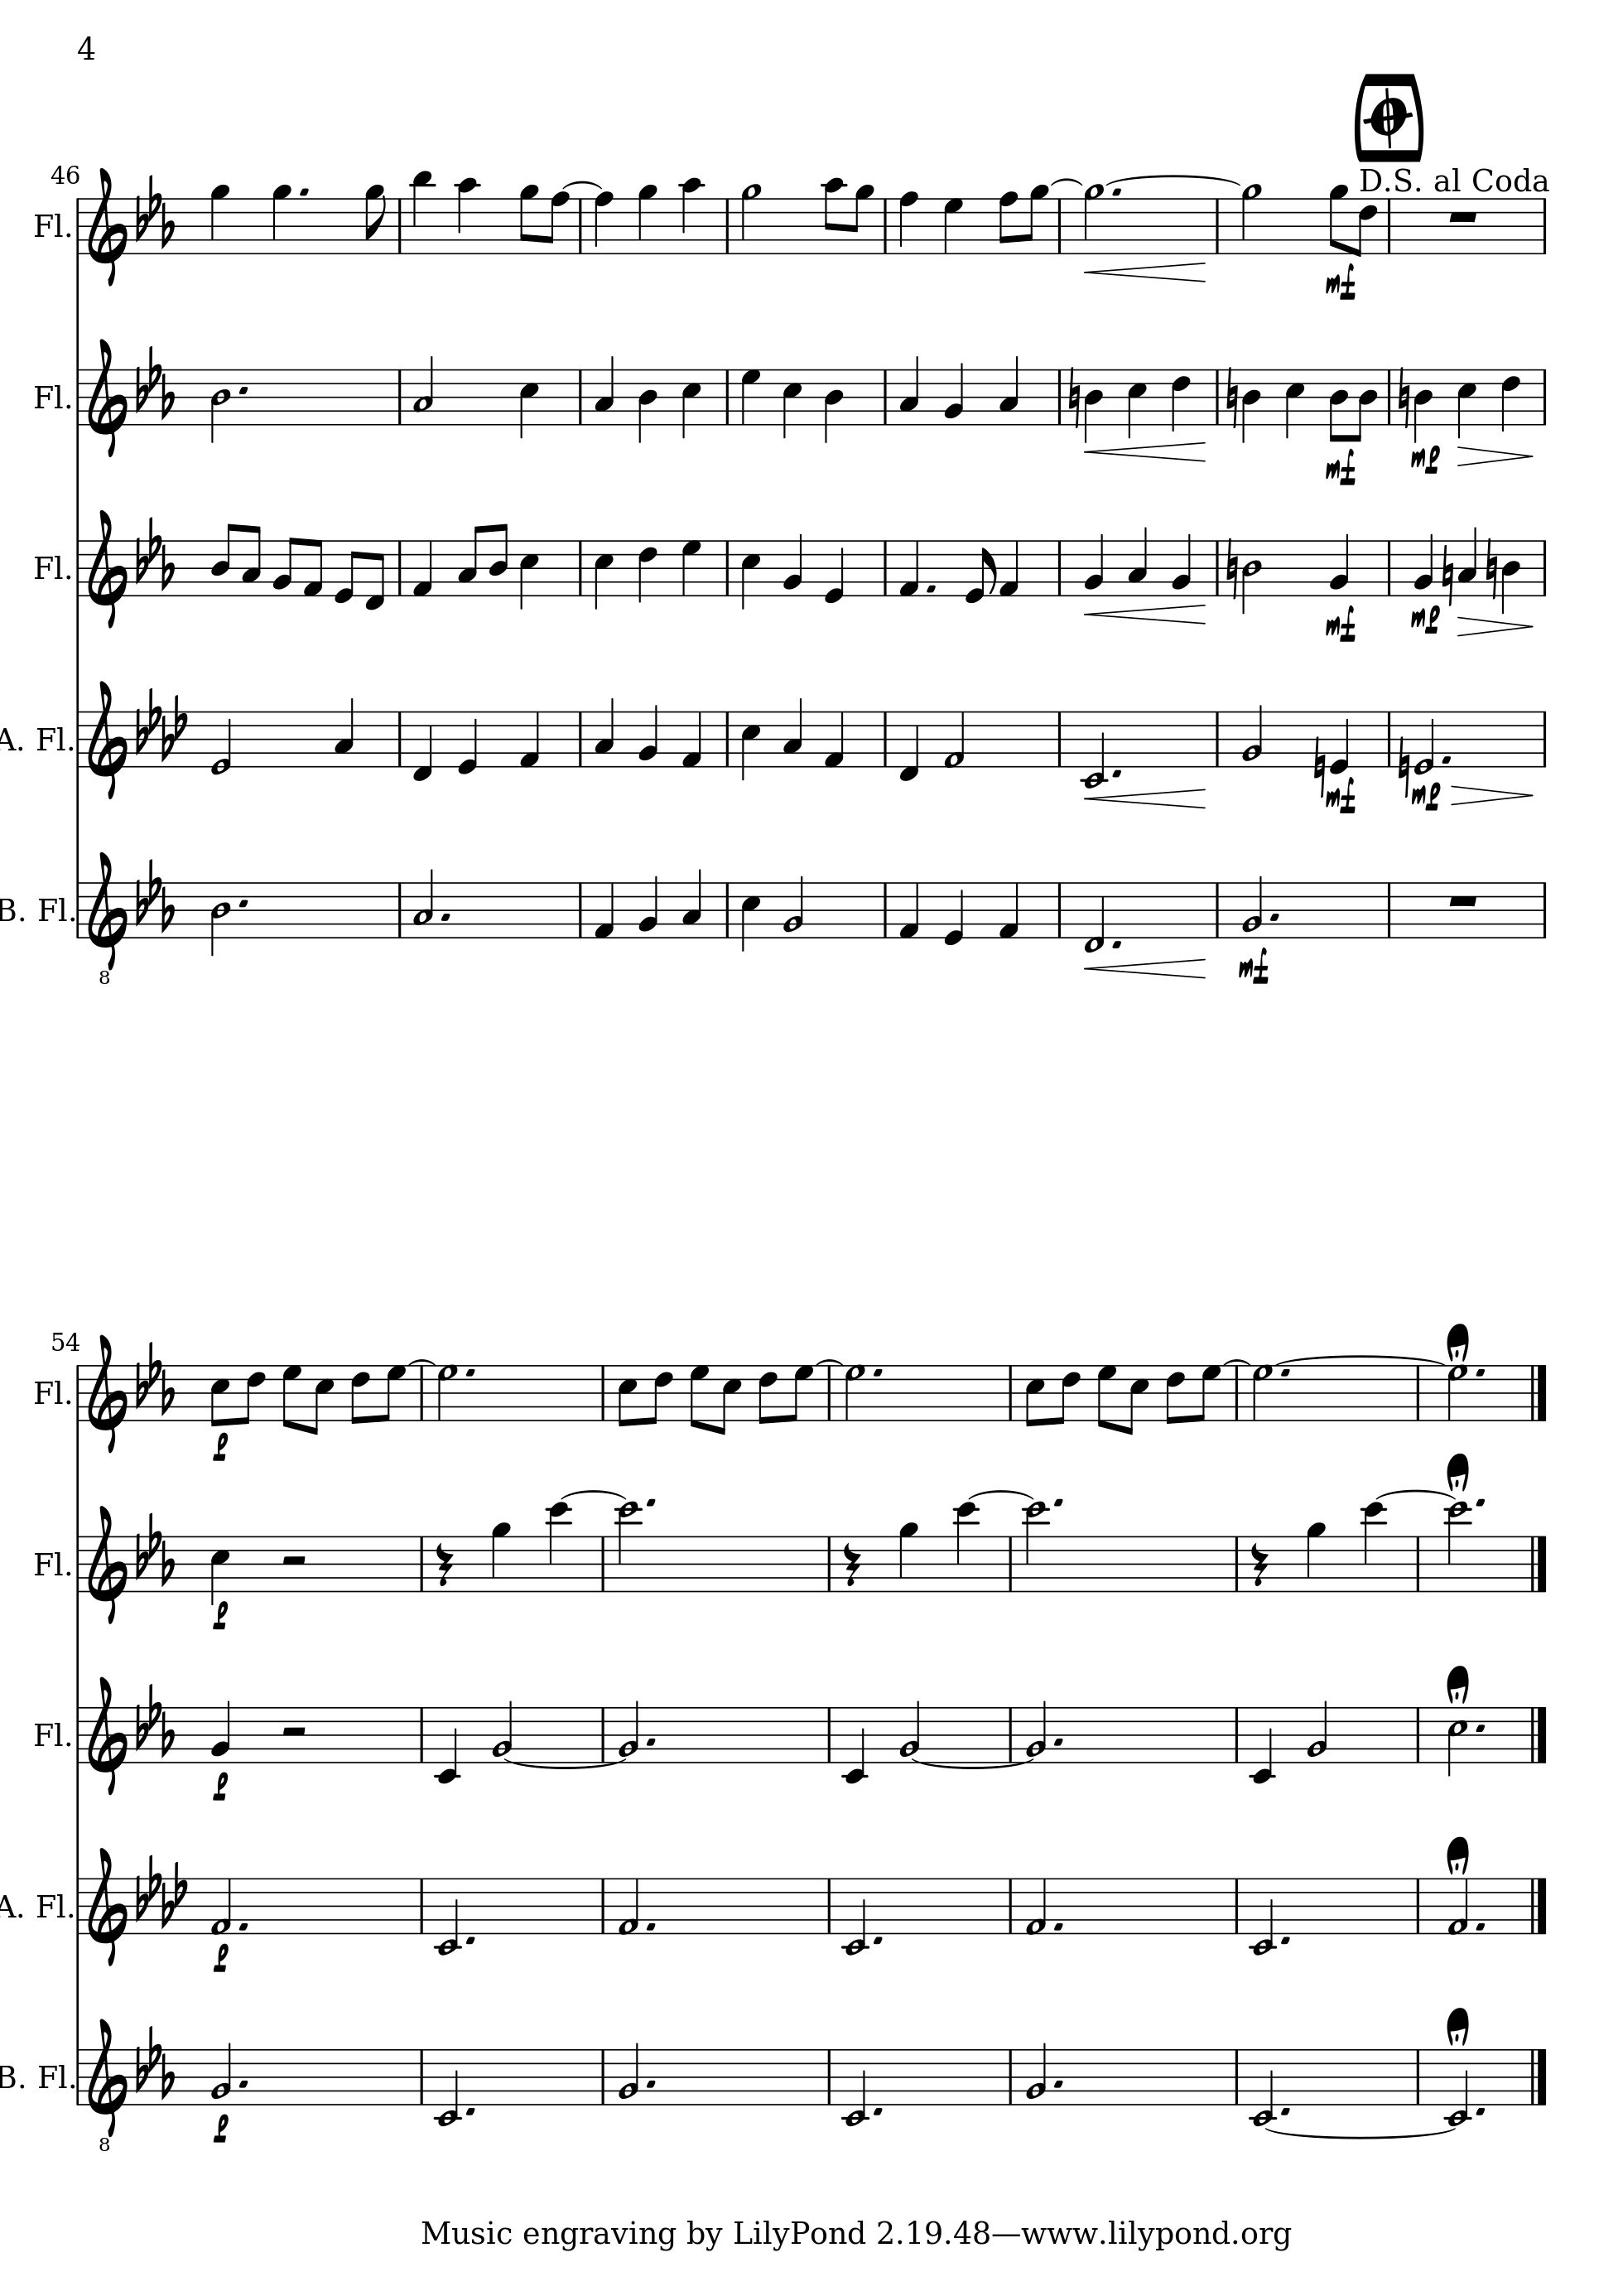 4
D.S. al Coda
46
Fl.
mf
Fl.
mf mp
Fl.
mf mp
A. Fl.
mf mp
B. Fl.
8
mf
54
Fl.
p
Fl.
p
Fl.
p
A. Fl.
p
B. Fl.
8
p
Music engraving by LilyPond 2.19.48—www.lilypond.org